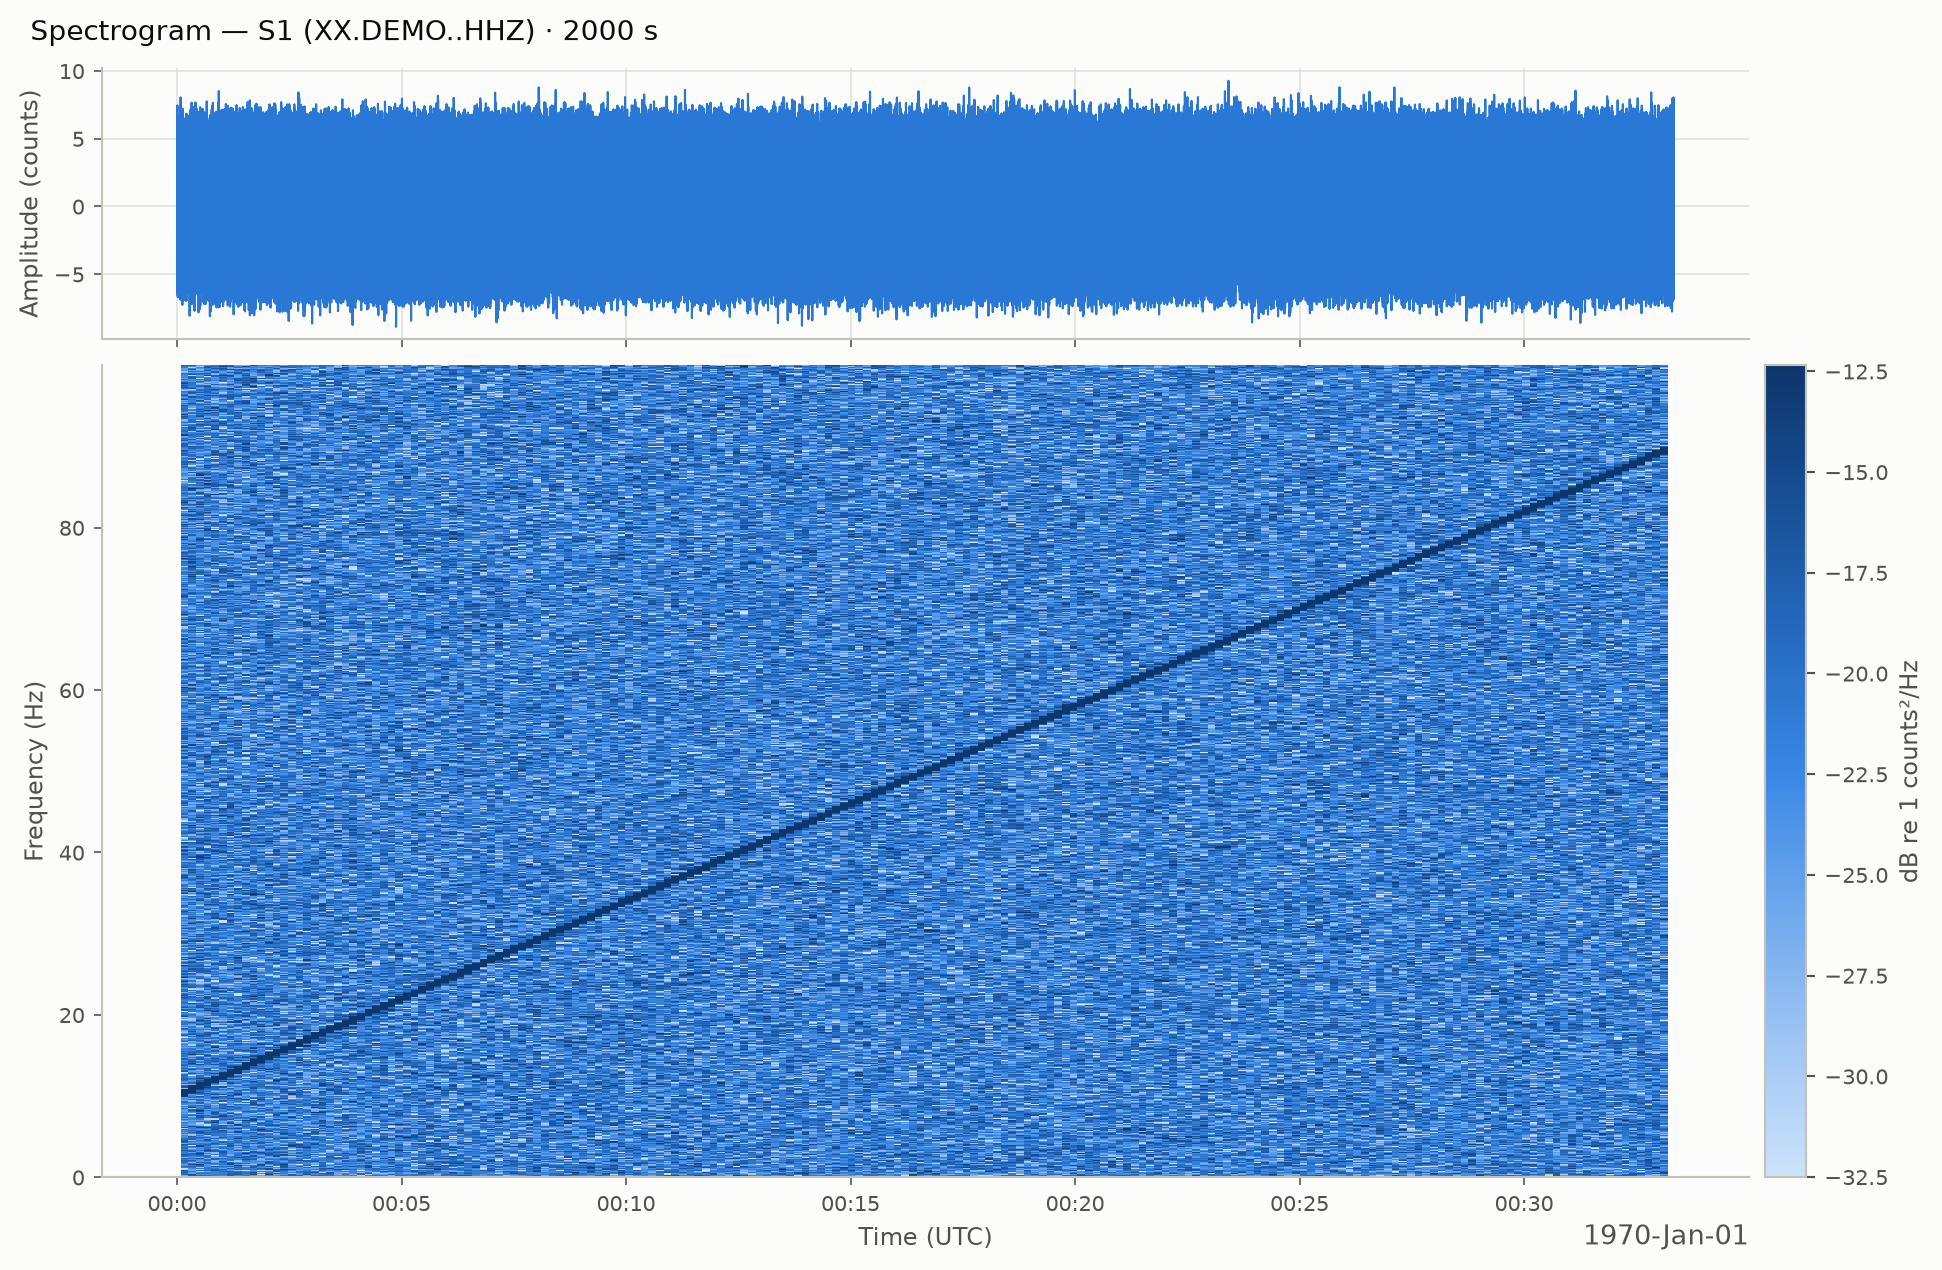 Spectrogram — S1 (XX.DEMO..HHZ) · 2000 s
Amplitude (counts)
10
5
0
−5
Frequency (Hz)
80
60
40
20
0
00:00 00:05 00:10 00:15 00:20 00:25 00:30
Time (UTC)
1970-Jan-01
−12.5
−15.0
−17.5
−20.0
−22.5
−25.0
−27.5
−30.0
−32.5
dB re 1 counts²/Hz